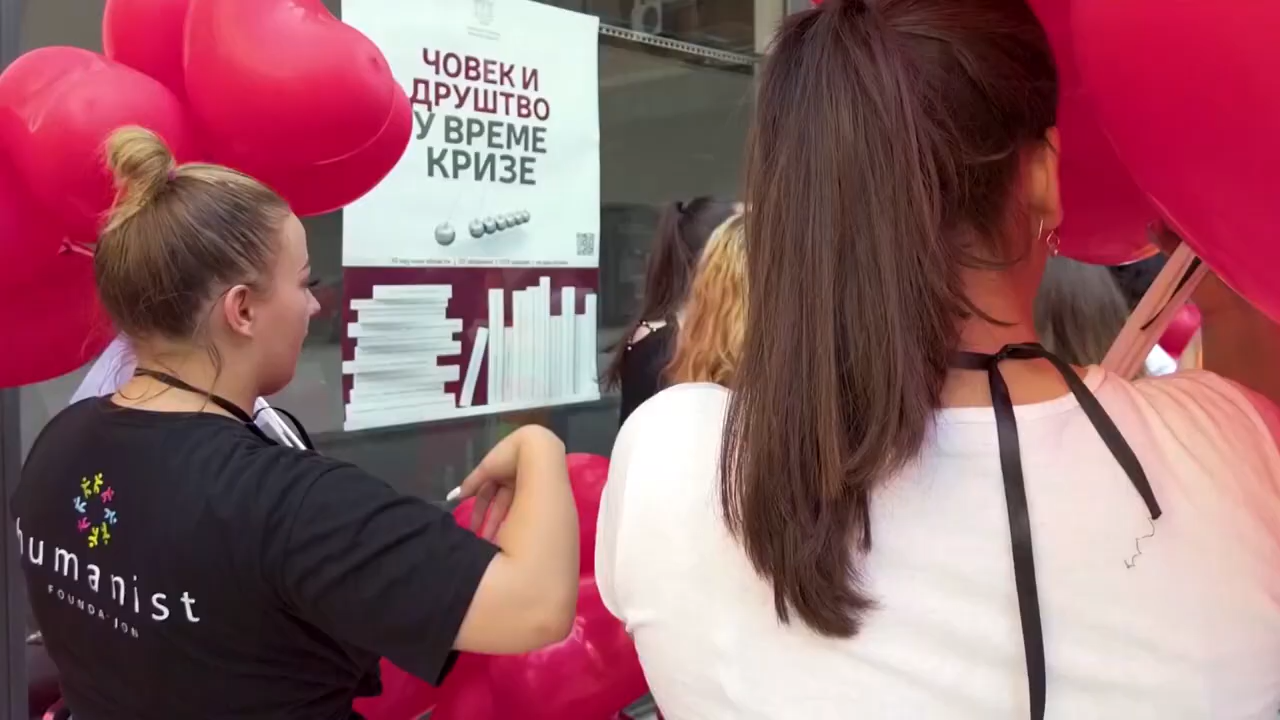 ЧОВЕК И
ДРУШТВО
У ВРЕМЕ
КРИЗЕ
humanist
FOUNDATION